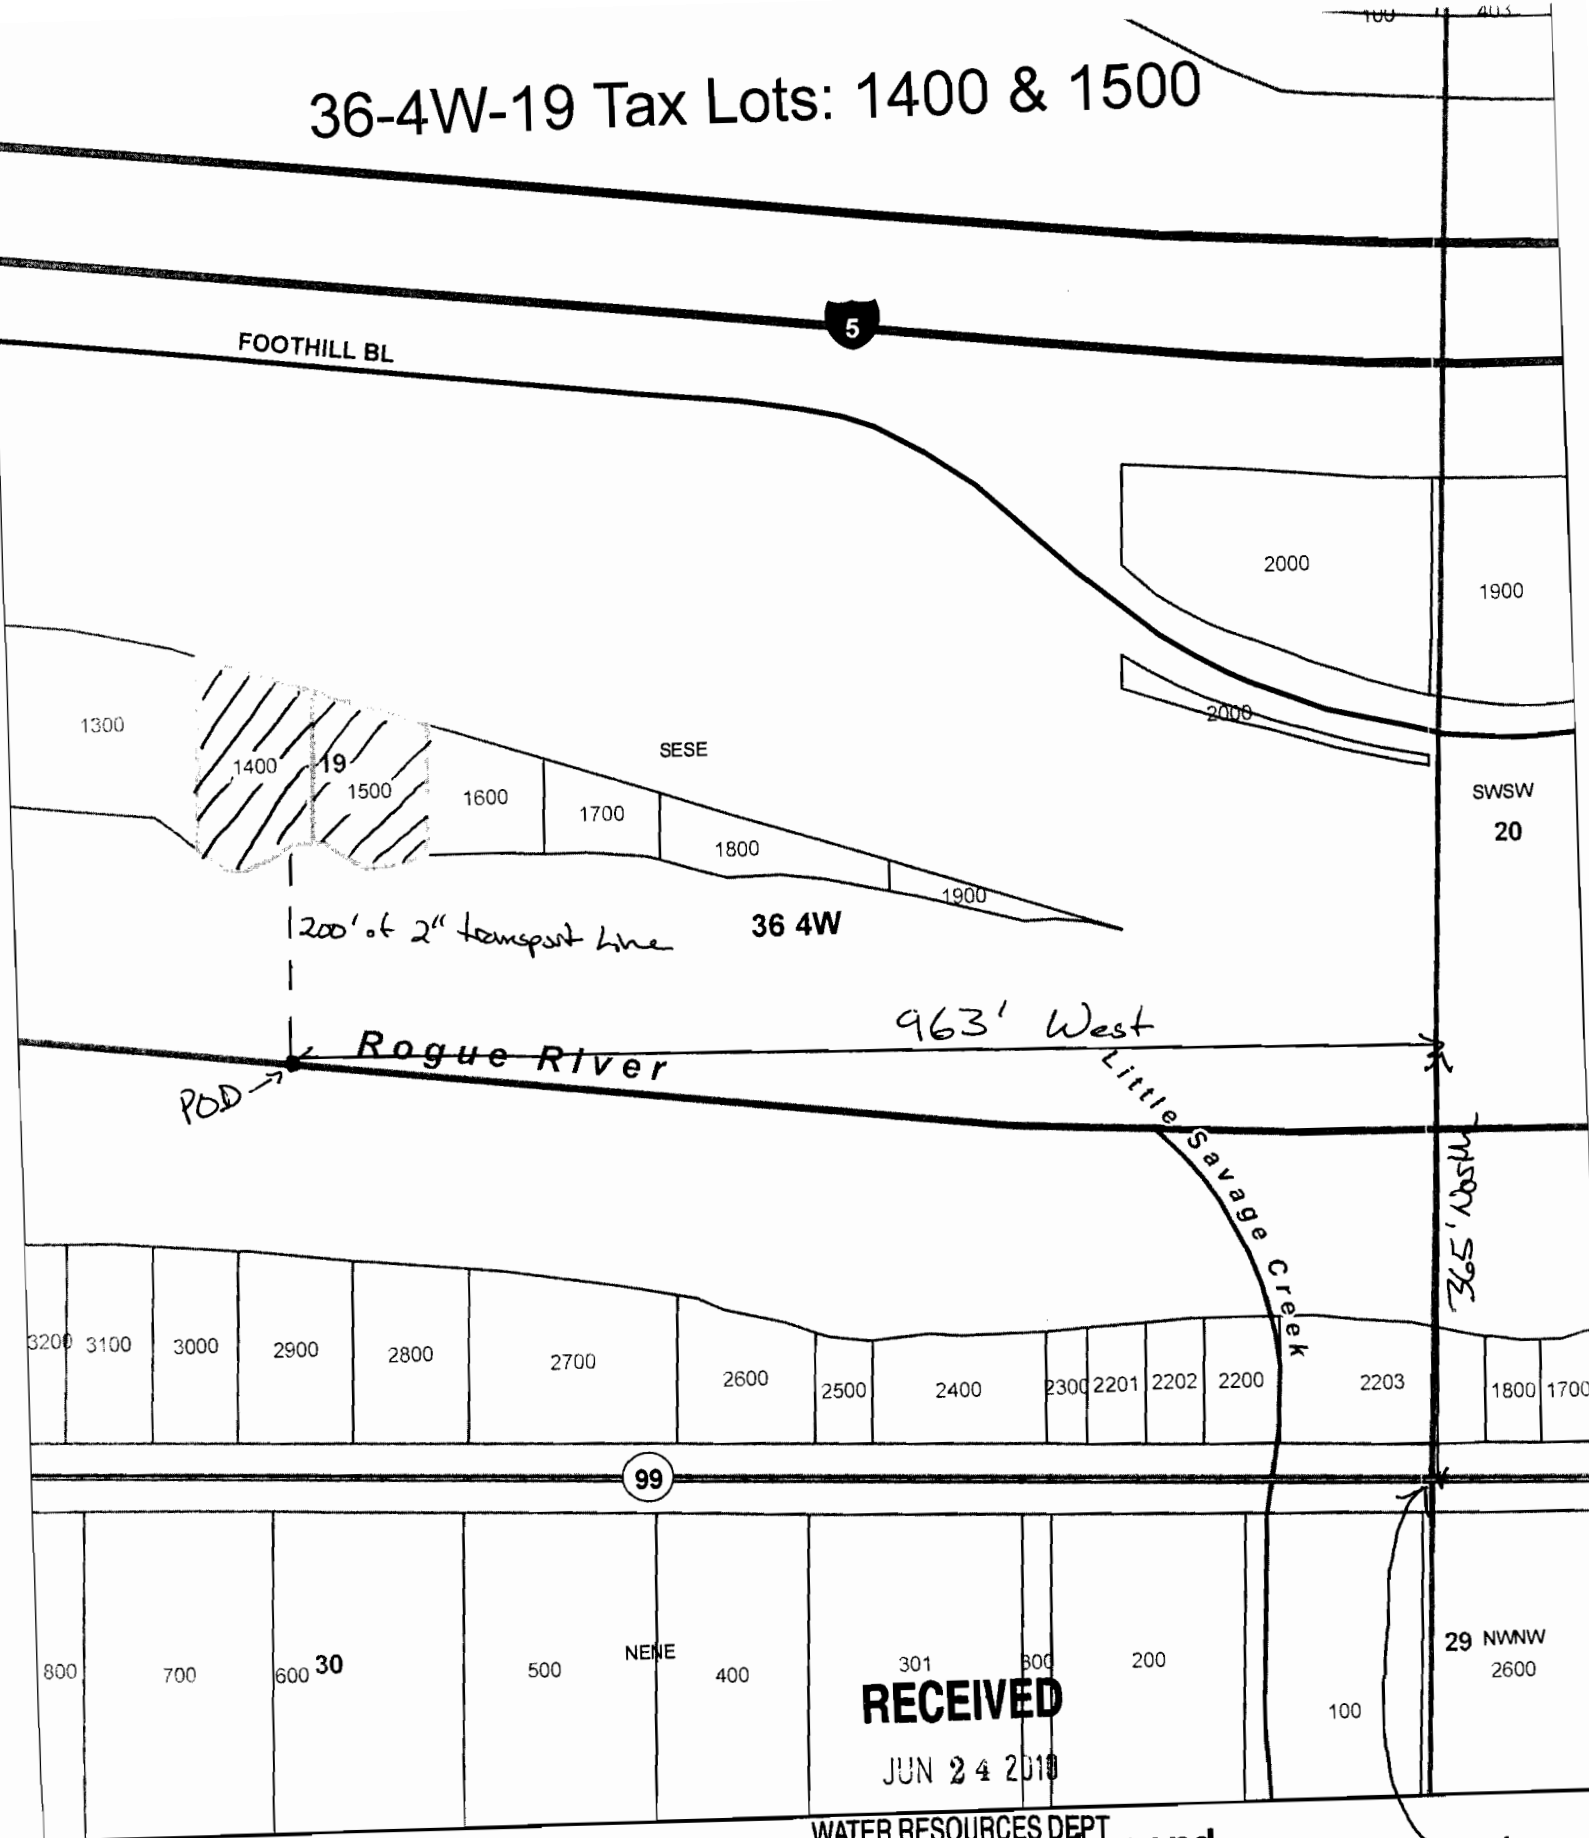 100 403
36-4W-19 Tax Lots: 1400 & 1500
5
FOOTHILL BL
2000
1900
1300
2000
SESE
1400
19
1500
1600
1700
SWSW
20
1800
1900
200' of 2" transport Line
36 4W
963' West
Rogue River
POD
Little Savage Creek
365' North
3200 3100 3000 2900 2800 2700 2600 2500 2400 2300 2201 2202 2200 2203 1800 1700
99
800 700 600 30 500 NENE 400 301 300 200 29 NWNW
2600
100
RECEIVED
JUN 24 2010
WATER RESOURCES DEPT